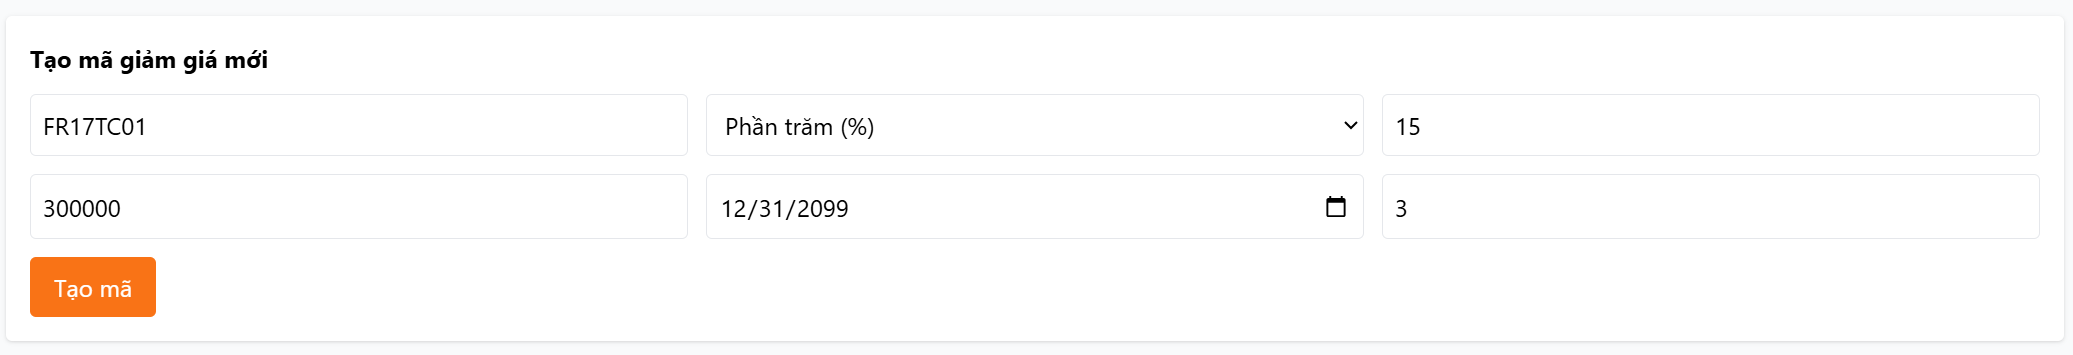 Tạo mã giảm giá mới
FR17TC01
Phần trăm (%)
15
300000
12/31/2099
3
Tạo mã